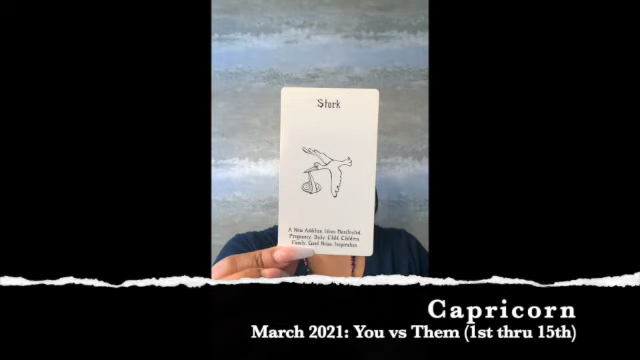 Stork
A New Addition, Ideas Manifested,
Pregnancy, Baby, Child, Children,
Family, Good News, Inspiration
Capricorn
March 2021: You vs Them (1st thru 15th)